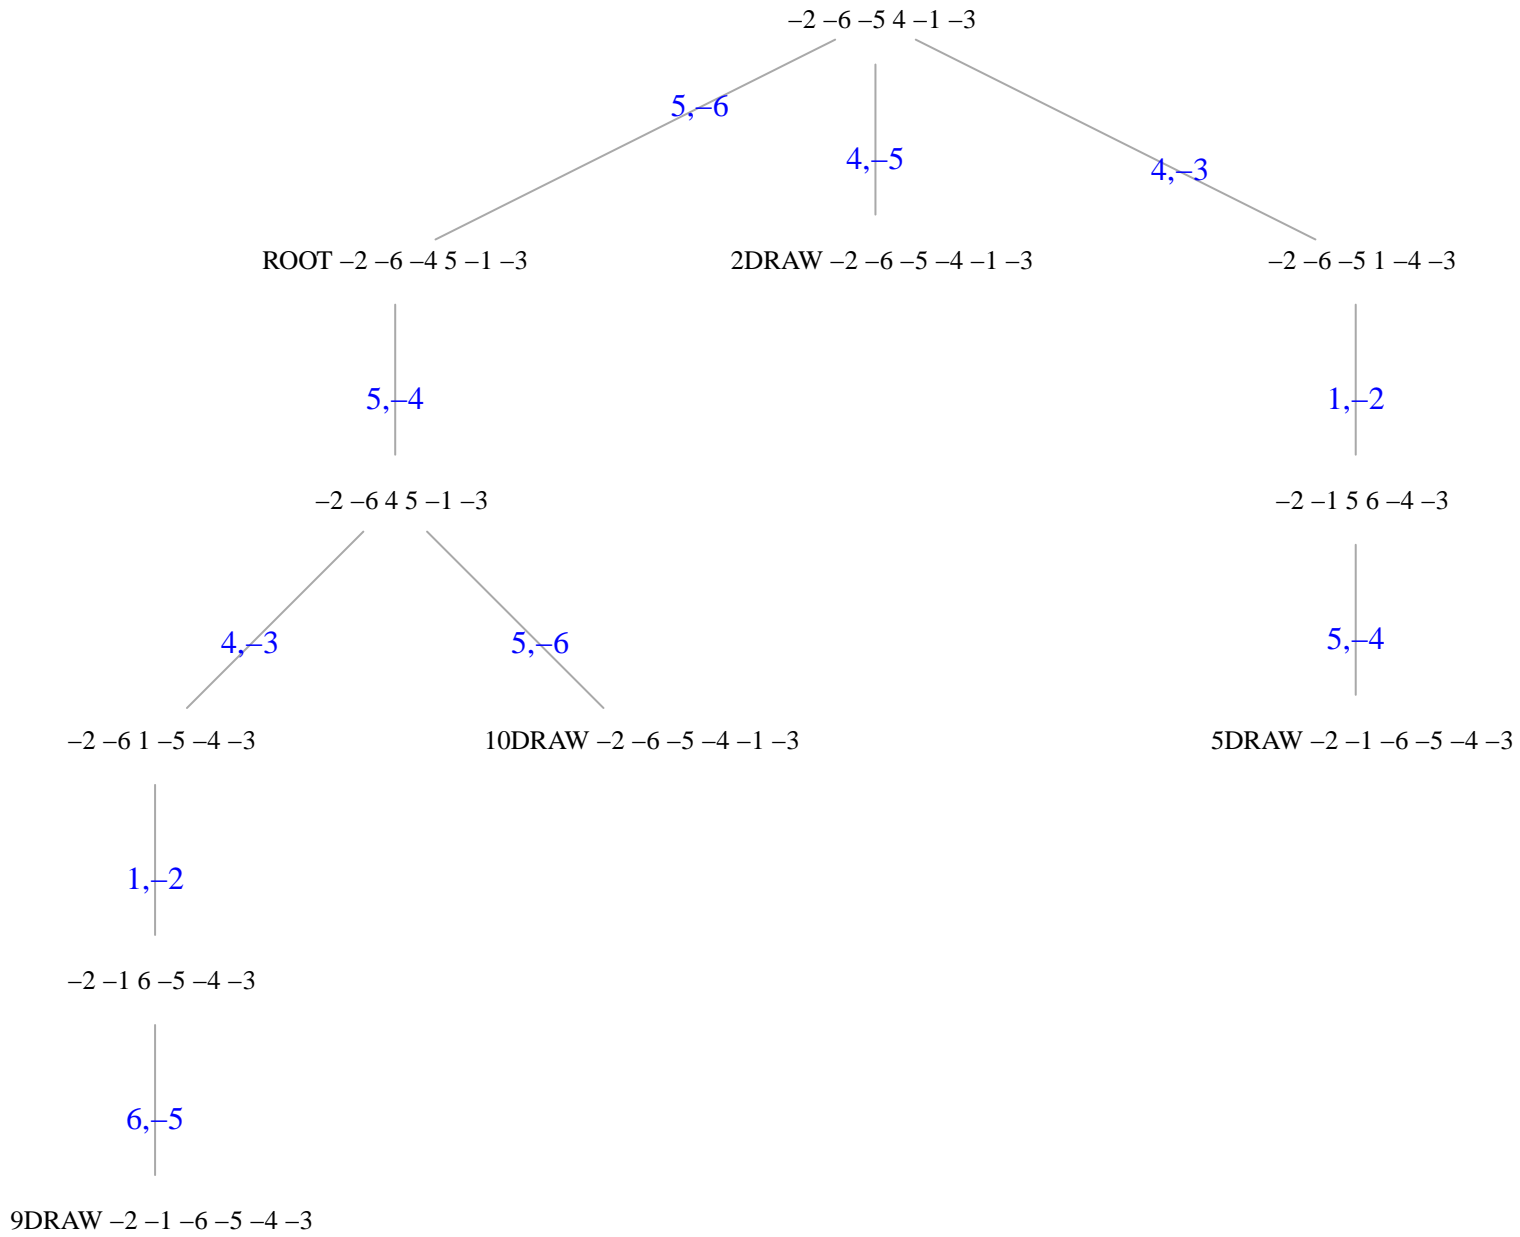 –2 –6 –5 4 –1 –3
5,–6
4,–5
4,–3
ROOT –2 –6 –4 5 –1 –3
2DRAW –2 –6 –5 –4 –1 –3
–2 –6 –5 1 –4 –3
5,–4
1,–2
–2 –6 4 5 –1 –3
–2 –1 5 6 –4 –3
4,–3
5,–6
5,–4
–2 –6 1 –5 –4 –3
10DRAW –2 –6 –5 –4 –1 –3
5DRAW –2 –1 –6 –5 –4 –3
1,–2
–2 –1 6 –5 –4 –3
6,–5
9DRAW –2 –1 –6 –5 –4 –3